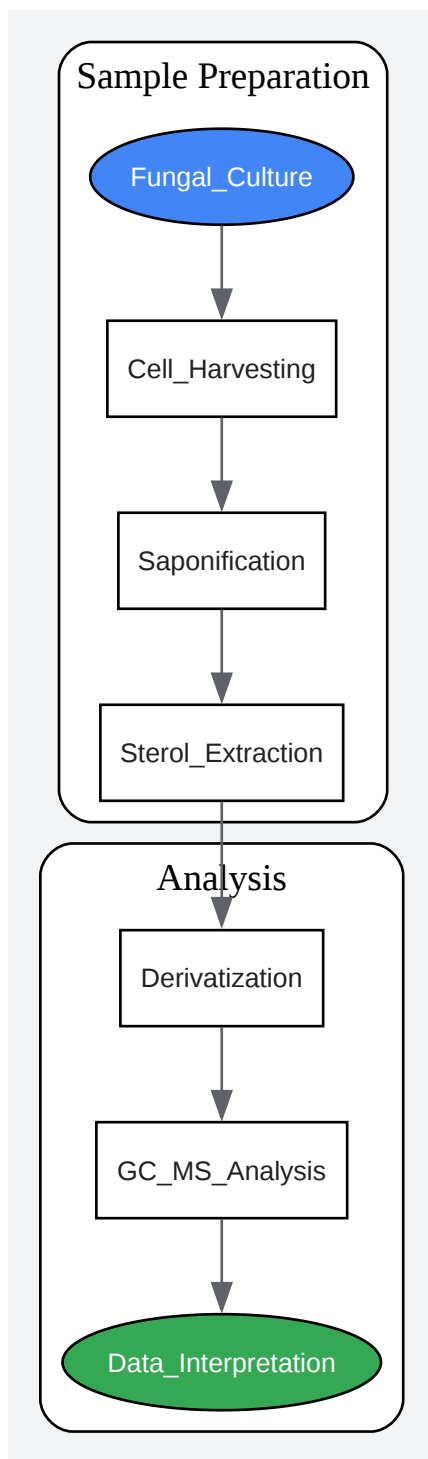 Sample Preparation
Fungal_Culture
Cell_Harvesting
Saponification
Sterol_Extraction
Analysis
Derivatization
GC_MS_Analysis
Data_Interpretation